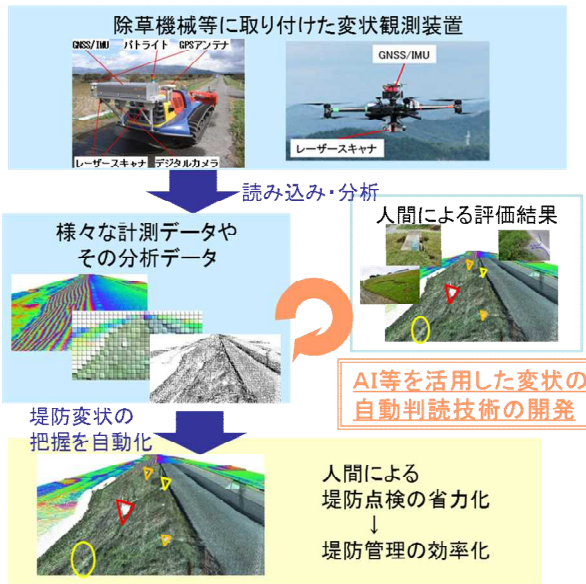 除草機械等に取り付けた変状観測装置
GNSS/IMU パトライト GPSアンテナ
GNSS/IMU
レーザースキャナ デジタルカメラ
レーザースキャナ
読み込み・分析
様々な計測データや
その分析データ
人間による評価結果
AI等を活用した変状の
自動判読技術の開発
堤防変状の
把握を自動化
人間による
堤防点検の省力化
↓
堤防管理の効率化